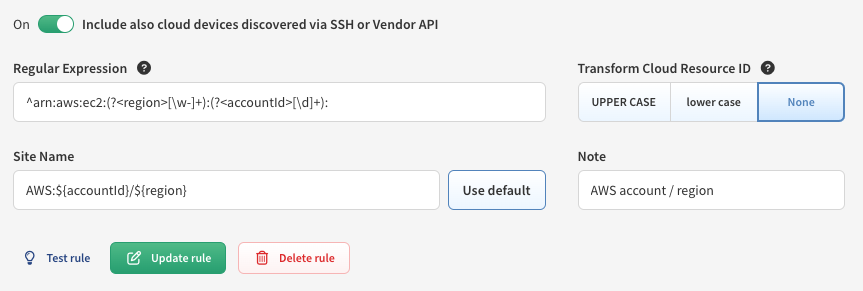 On Include also cloud devices discovered via SSH or Vendor API
Regular Expression ?
Transform Cloud Resource ID ?
^arn:aws:ec2:(?<region>[\w-]+):(?<accountId>[\d]+):
UPPER CASE lower case None
Site Name
Note
AWS:${accountId}/${region}
Use default
AWS account / region
Test rule Update rule Delete rule